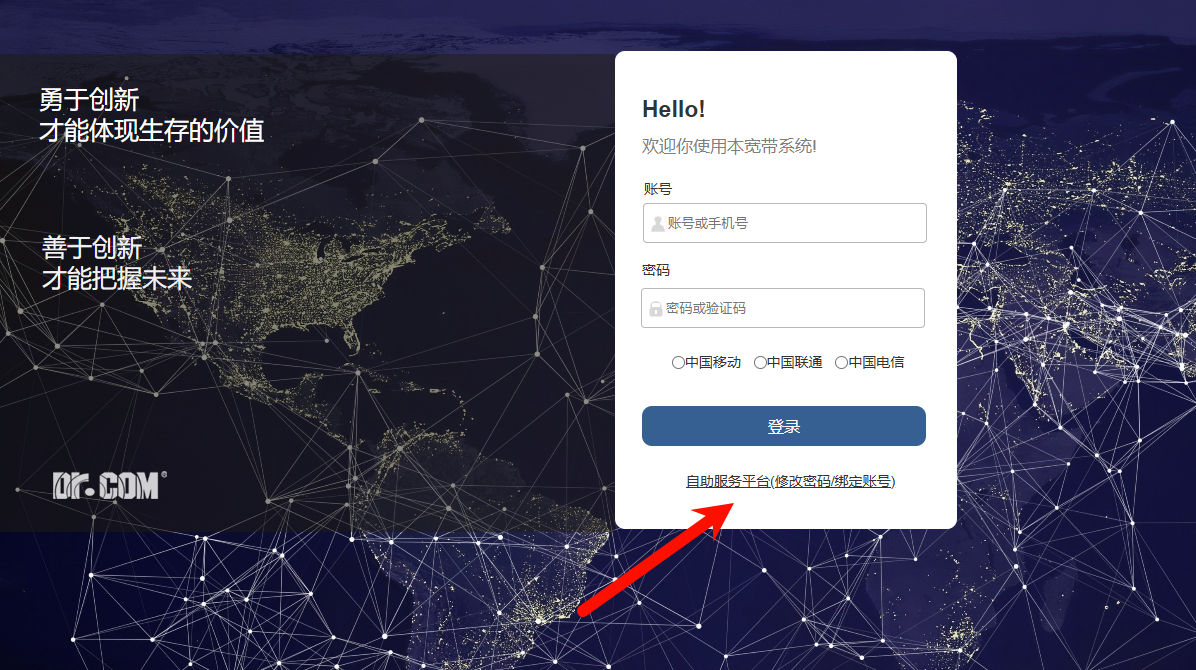 勇于创新
才能体现生存的价值
善于创新
才能把握未来
Dr.COM®
Hello!
欢迎你使用本宽带系统!
账号
账号或手机号
密码
密码或验证码
中国移动 中国联通 中国电信
登录
自助服务平台(修改密码/绑定账号)